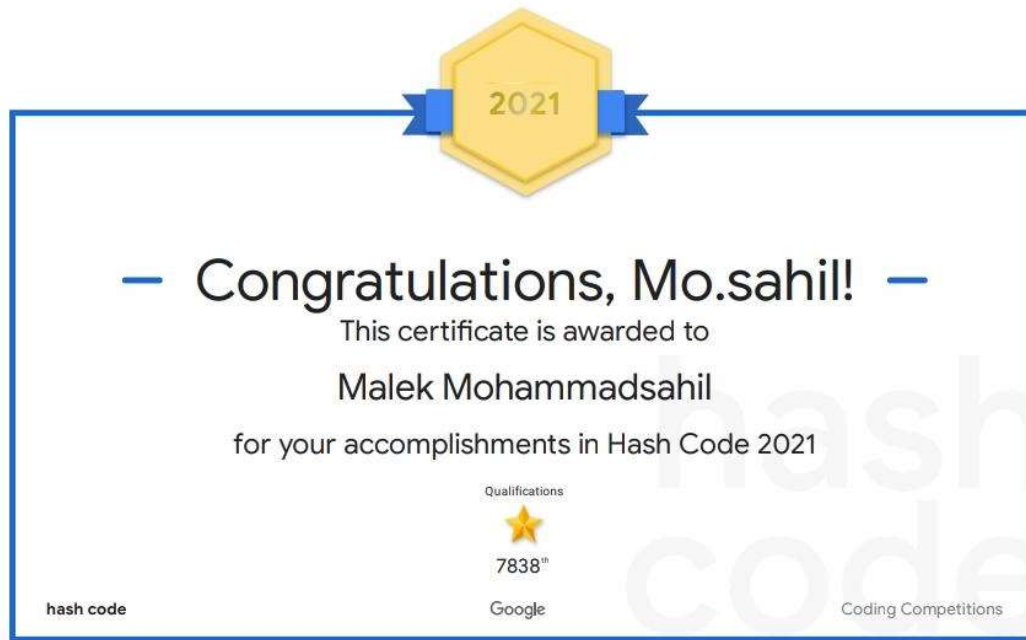 2021
Congratulations, Mo.sahil!
This certificate is awarded to
Malek Mohammadsahil
for your accomplishments in Hash Code 2021
Qualifications
7838th
hash code
Google
Coding Competitions
hash
code